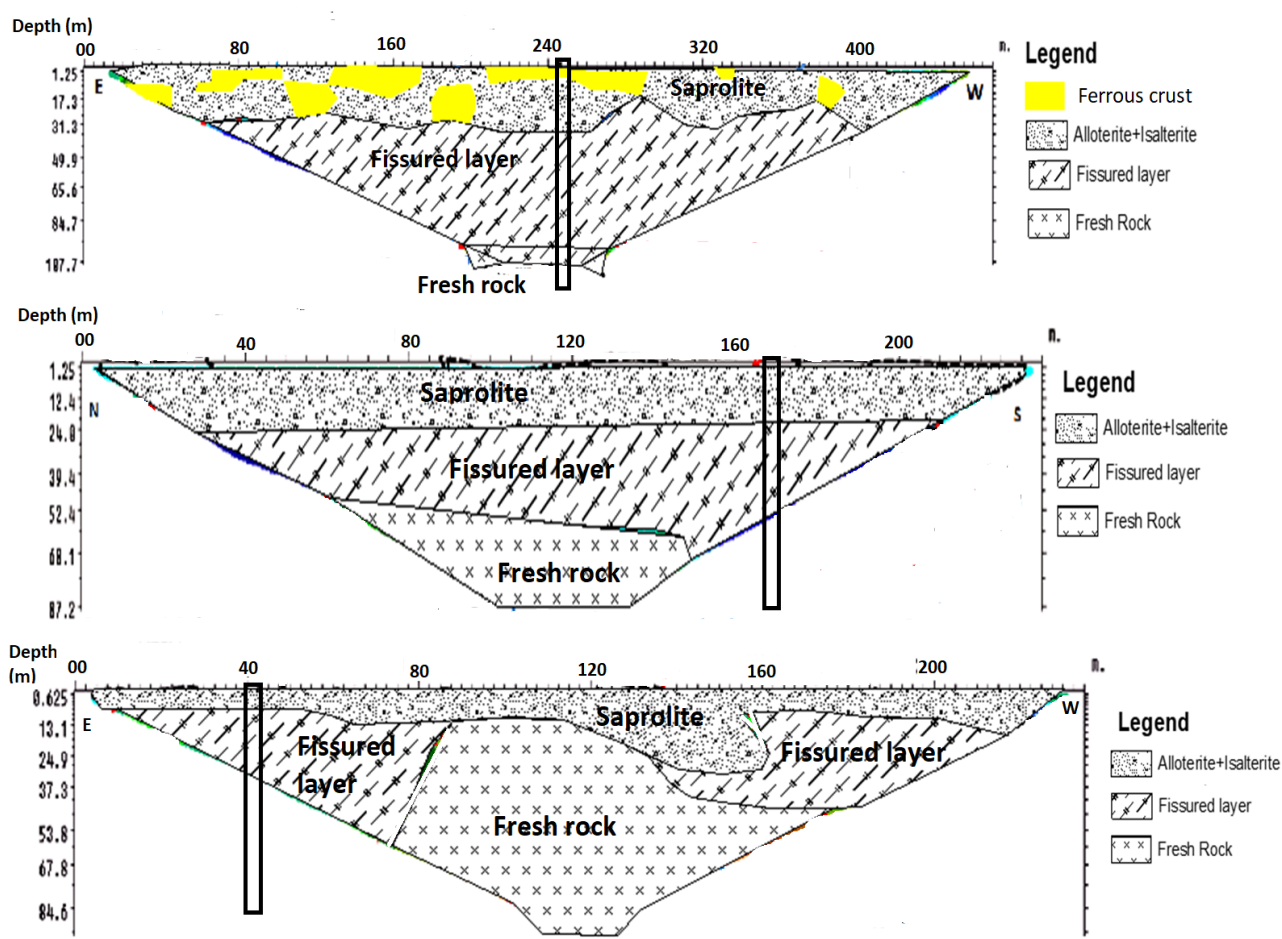 Depth (m)
00 80 160 240 320 400 n.
1.25
17.3
31.3
49.9
65.6
84.7
107.7
E
W
Saprolite
Fissured layer
Fresh rock
Legend
Ferrous crust
Alloterite+Isalterite
Fissured layer
Fresh Rock
Depth (m)
00 40 80 120 160 200 n.
1.25
12.4
24.8
39.4
52.4
68.1
87.2
N
S
Saprolite
Fissured layer
Fresh rock
Legend
Alloterite+Isalterite
Fissured layer
Fresh Rock
Depth
(m)
00 40 80 120 160 200 n.
0.625
13.1
24.9
37.3
53.8
67.8
84.6
E
W
Saprolite
Fissured
layer
Fissured layer
Fresh rock
Legend
Alloterite+Isalterite
Fissured layer
Fresh Rock